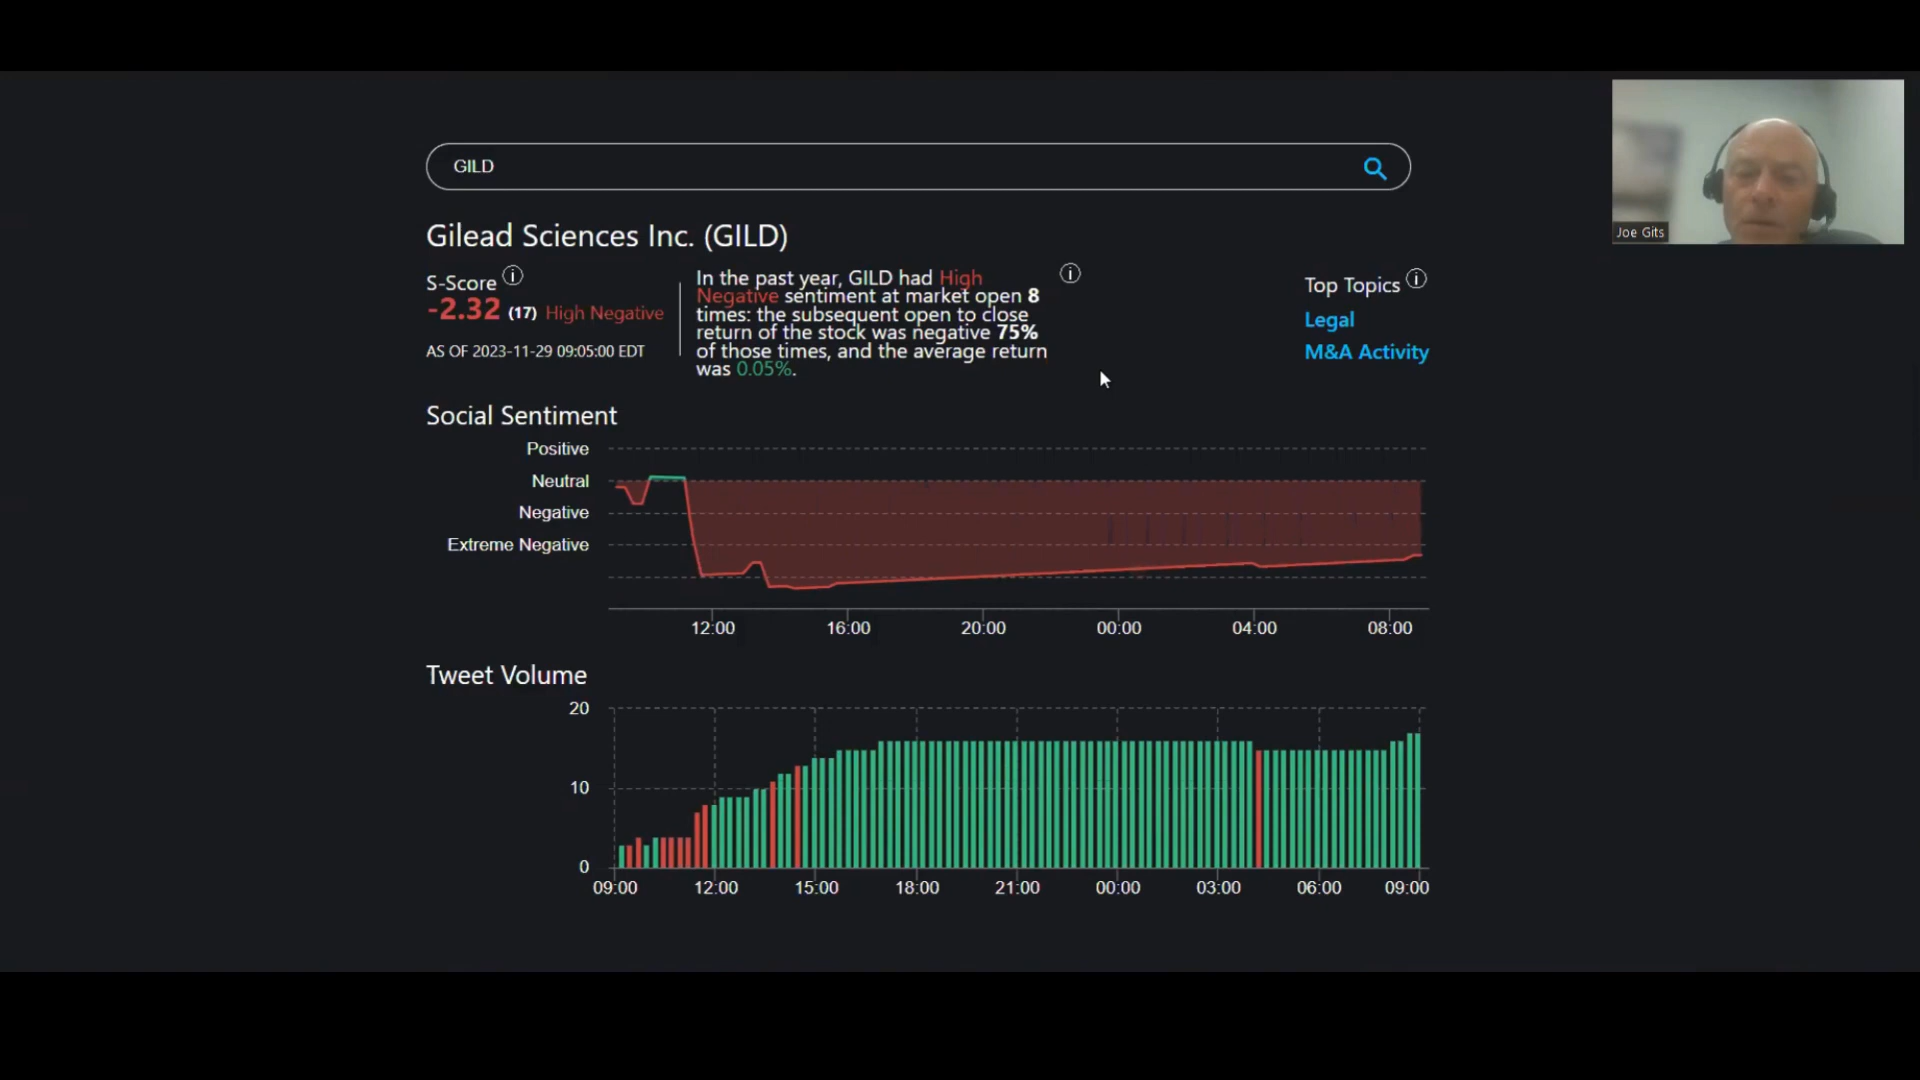 GILD
Joe Gits
Gilead Sciences Inc. (GILD)
S-Score
-2.32 (17) High Negative
AS OF 2023-11-29 09:05:00 EDT
In the past year, GILD had High
Negative sentiment at market open 8
times: the subsequent open to close
return of the stock was negative 75%
of those times, and the average return
was 0.05%.
Top Topics
Legal
M&A Activity
Social Sentiment
Positive
Neutral
Negative
Extreme Negative
12:00 16:00 20:00 00:00 04:00 08:00
Tweet Volume
20
10
0
09:00 12:00 15:00 18:00 21:00 00:00 03:00 06:00 09:00